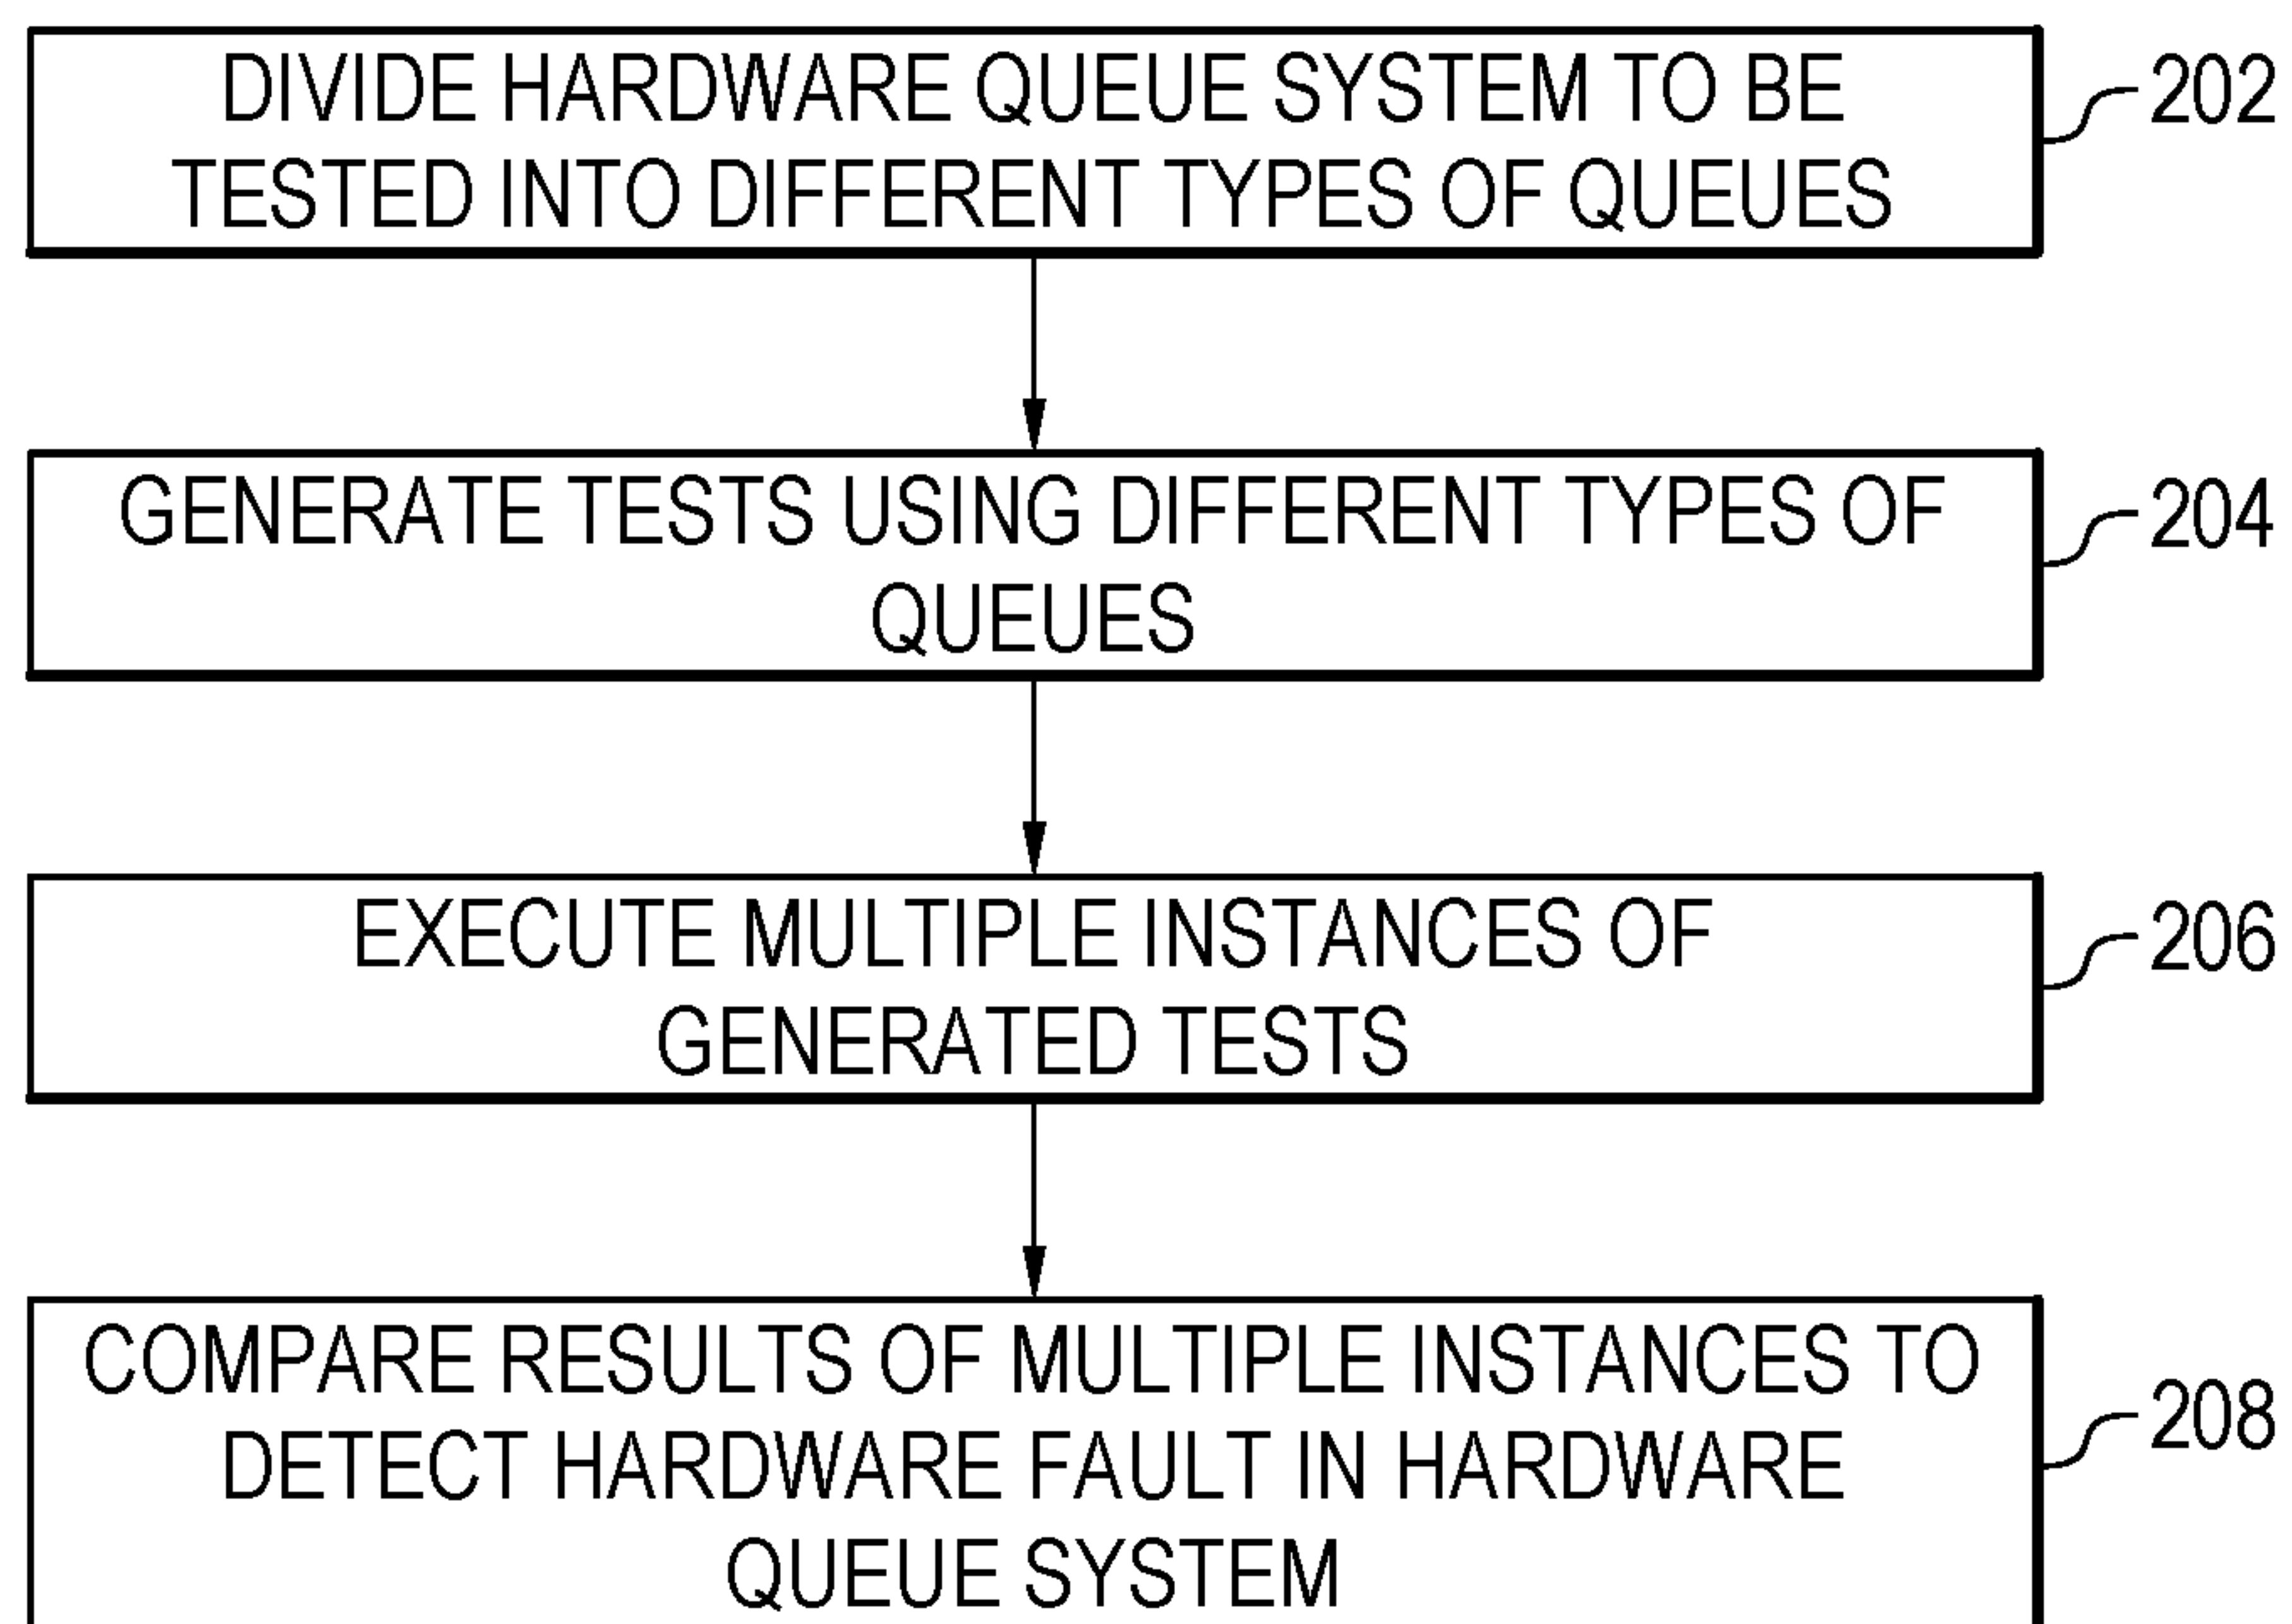 DIVIDE HARDWARE QUEUE SYSTEM TO BE
TESTED INTO DIFFERENT TYPES OF QUEUES
202
GENERATE TESTS USING DIFFERENT TYPES OF
QUEUES
204
EXECUTE MULTIPLE INSTANCES OF
GENERATED TESTS
206
COMPARE RESULTS OF MULTIPLE INSTANCES TO
DETECT HARDWARE FAULT IN HARDWARE
QUEUE SYSTEM
208